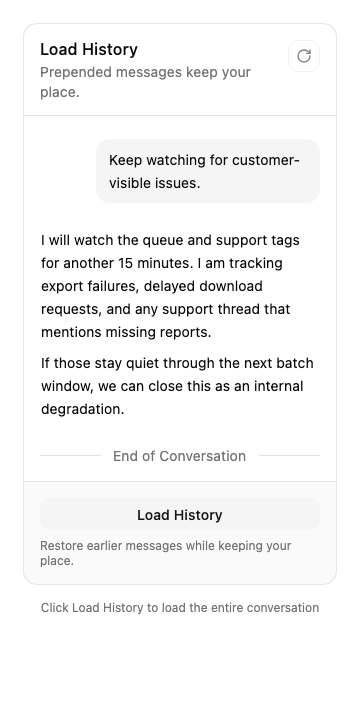 Load History
Prepended messages keep your
place.
Keep watching for customer-
visible issues.
I will watch the queue and support tags
for another 15 minutes. I am tracking
export failures, delayed download
requests, and any support thread that
mentions missing reports.
If those stay quiet through the next batch
window, we can close this as an internal
degradation.
End of Conversation
Load History
Restore earlier messages while keeping your
place.
Click Load History to load the entire conversation